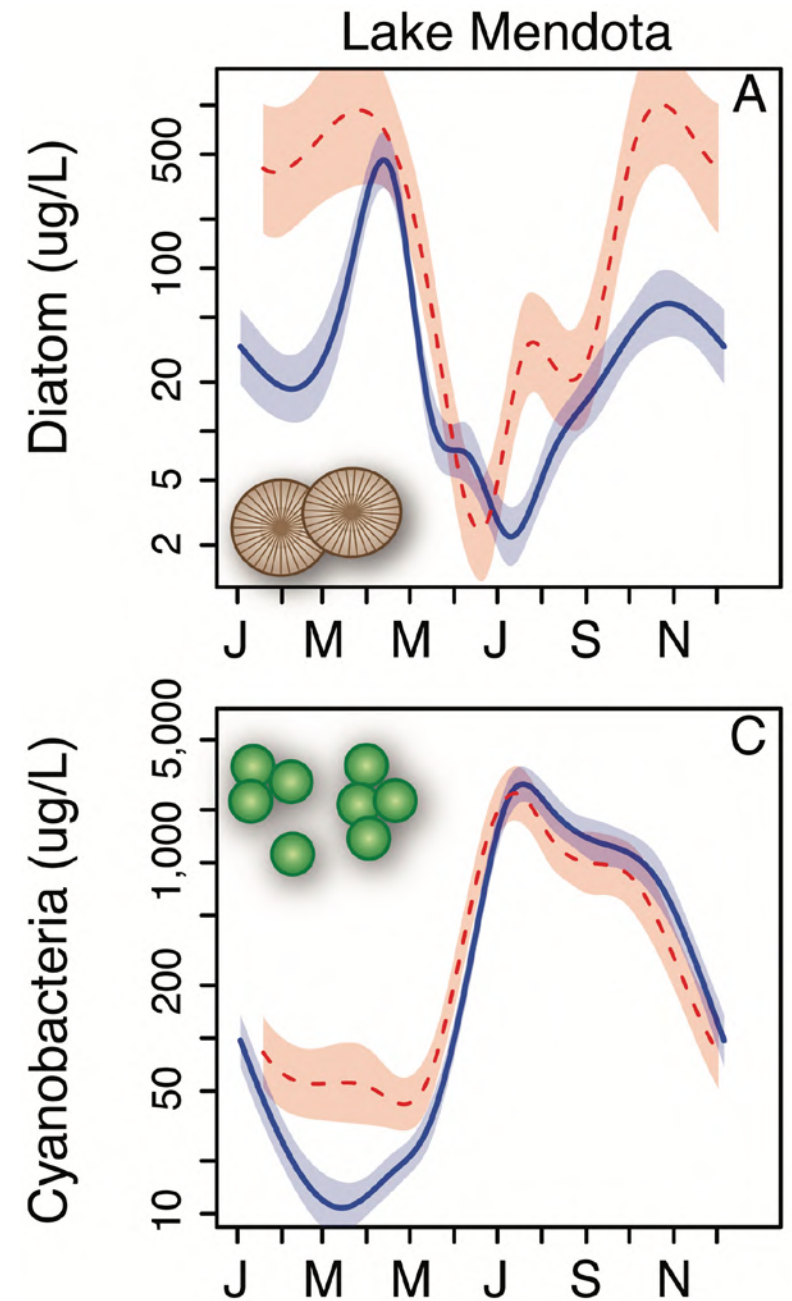 Lake Mendota
A
Diatom (ug/L)
500
100
20
5
2
J M M J S N
C
Cyanobacteria (ug/L)
5,000
1,000
200
50
10
J M M J S N